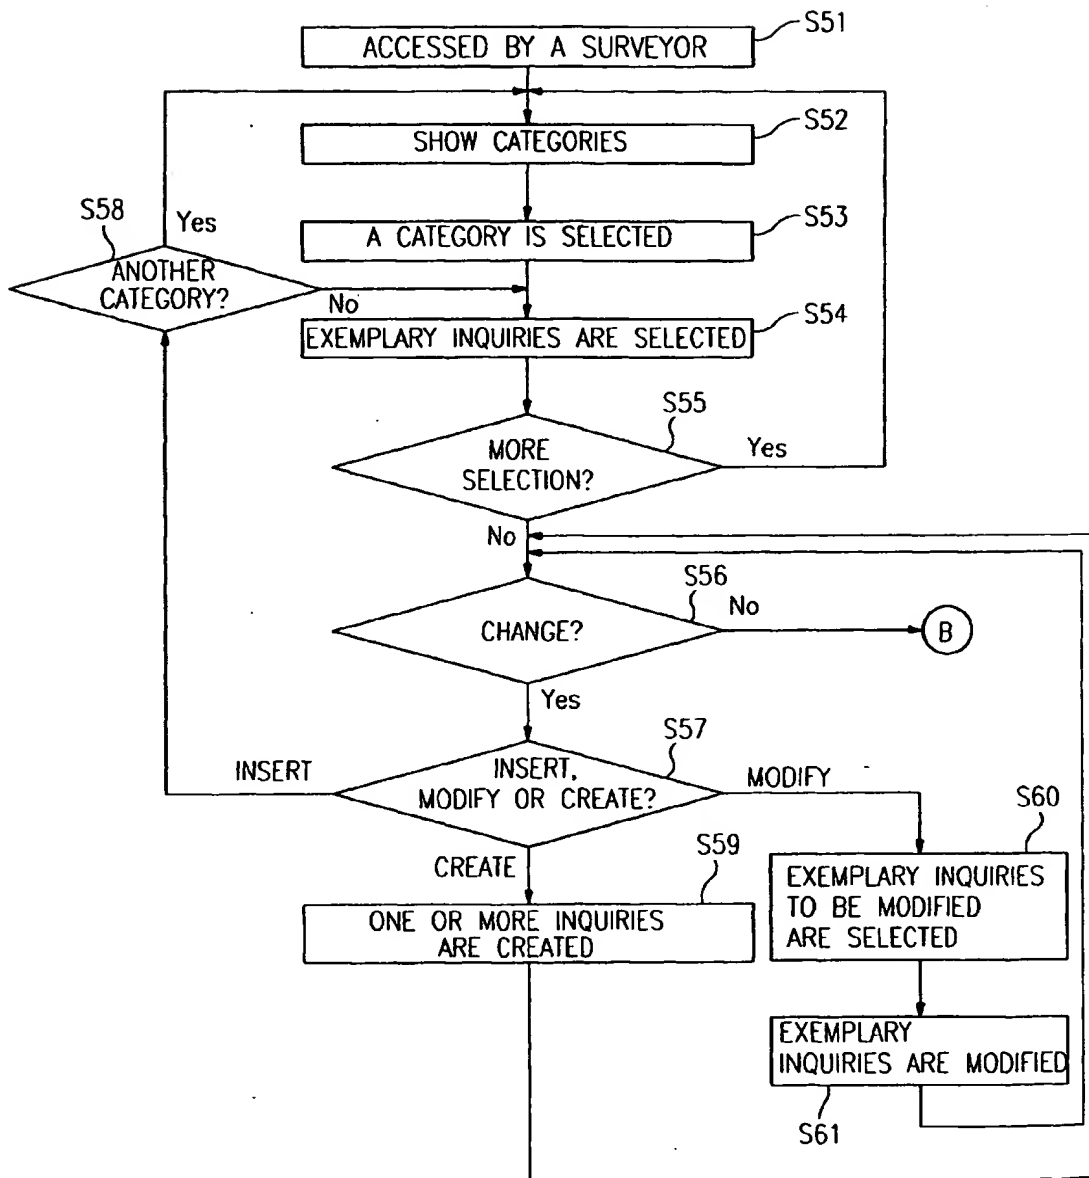 S51
ACCESSED BY A SURVEYOR
S52
SHOW CATEGORIES
S53
A CATEGORY IS SELECTED
S58
Yes
ANOTHER
CATEGORY?
No
S54
EXEMPLARY INQUIRIES ARE SELECTED
S55
MORE
SELECTION?
Yes
No
S56
CHANGE?
No
B
Yes
S57
INSERT,
MODIFY OR CREATE?
INSERT
MODIFY
CREATE
S59
ONE OR MORE INQUIRIES
ARE CREATED
S60
EXEMPLARY INQUIRIES
TO BE MODIFIED
ARE SELECTED
EXEMPLARY
INQUIRIES ARE MODIFIED
S61